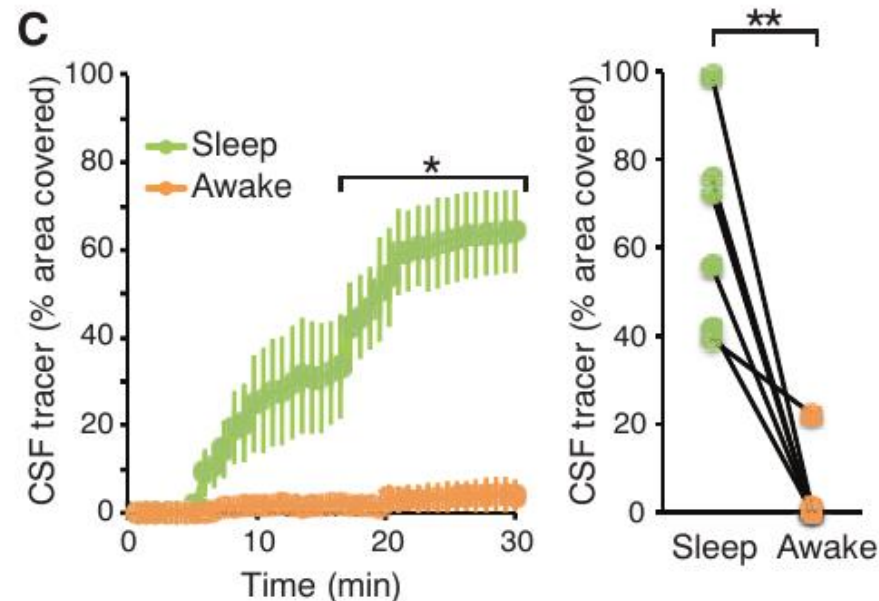 C
CSF tracer (% area covered)
100
80
60
40
20
0
Sleep
Awake
*
0 10 20 30
Time (min)
**
CSF tracer (% area covered)
100
80
60
40
20
0
Sleep Awake